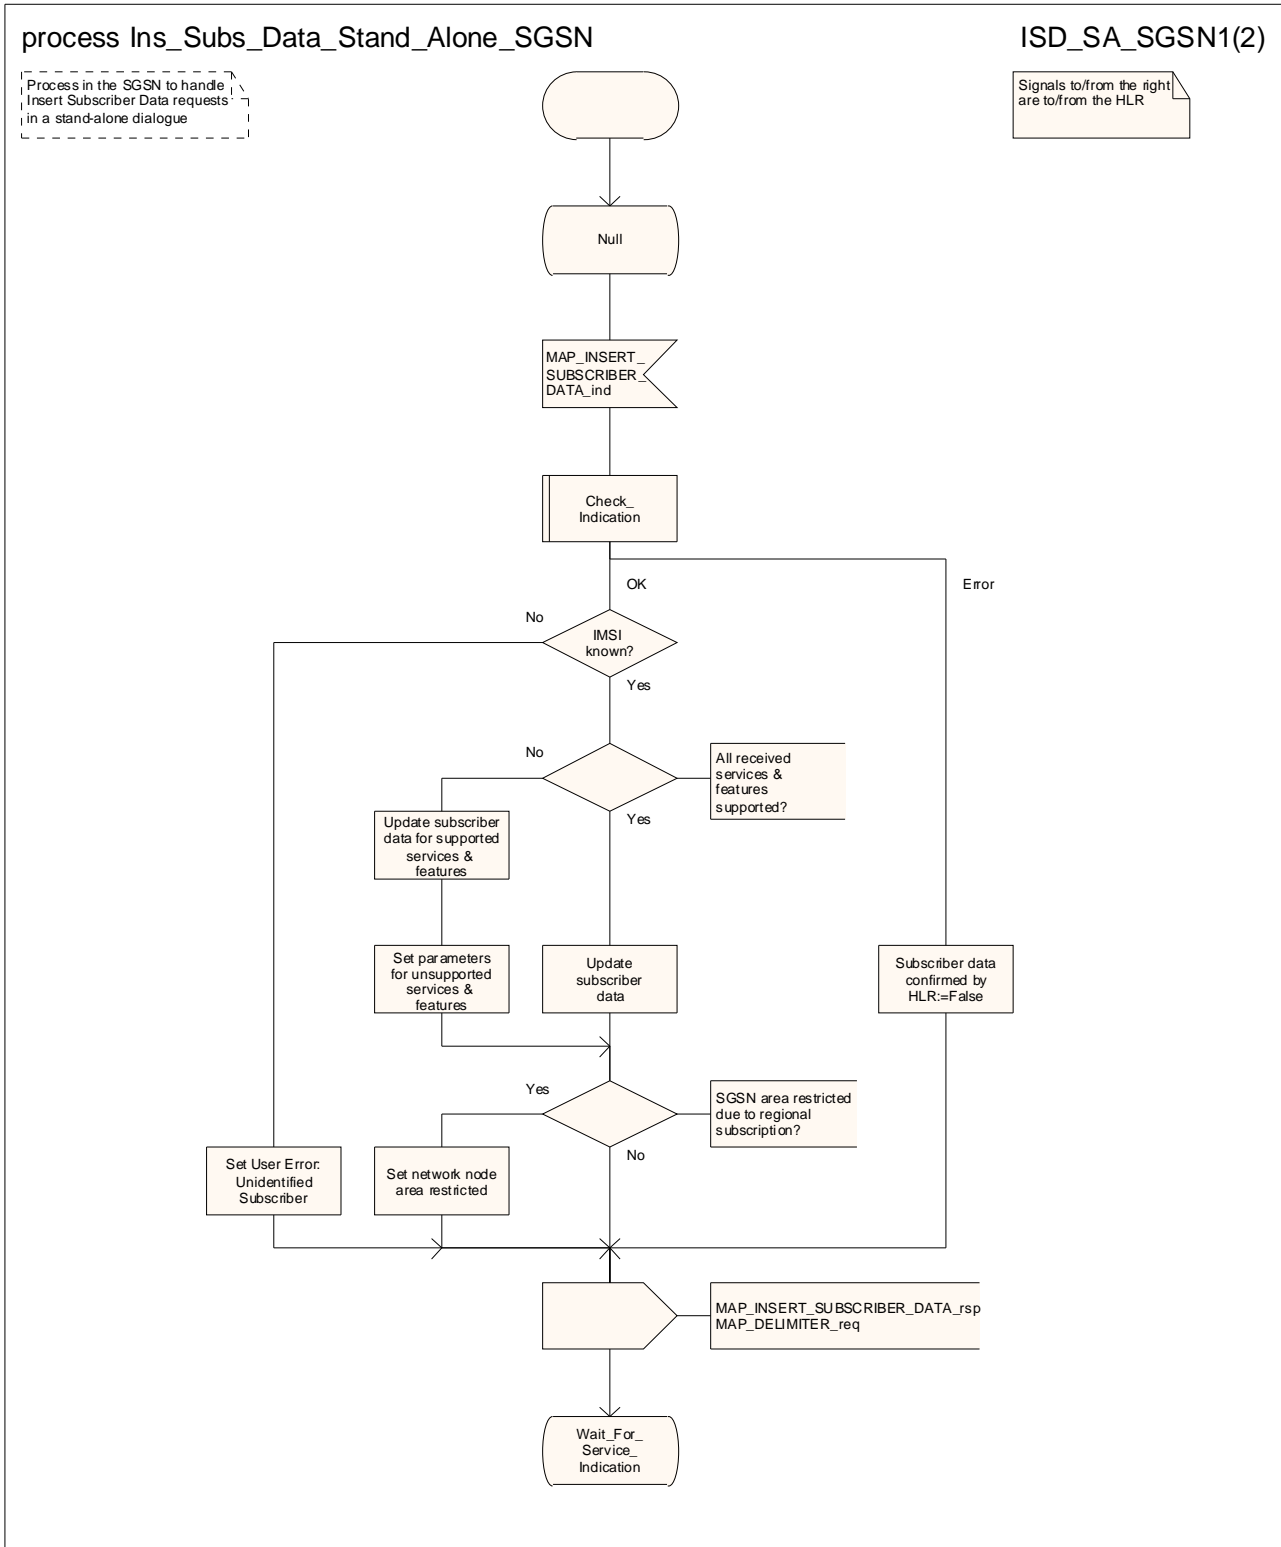 process Ins_Subs_Data_Stand_Alone_SGSN
ISD_SA_SGSN1(2)
Process in the SGSN to handle
Insert Subscriber Data requests
in a stand-alone dialogue
Signals to/from the right
are to/from the HLR
Null
MAP_INSERT_
SUBSCRIBER_
DATA_ind
Check_
Indication
OK
Error
No
IMSI
known?
Yes
No
All received
services &
features
supported?
Yes
Update subscriber
data for supported
services &
features
Set parameters
for unsupported
services &
features
Update
subscriber
data
Subscriber data
confirmed by
HLR:=False
Yes
SGSN area restricted
due to regional
subscription?
No
Set User Error:
Unidentified
Subscriber
Set network node
area restricted
MAP_INSERT_SUBSCRIBER_DATA_rsp
MAP_DELIMITER_req
Wait_For_
Service_
Indication